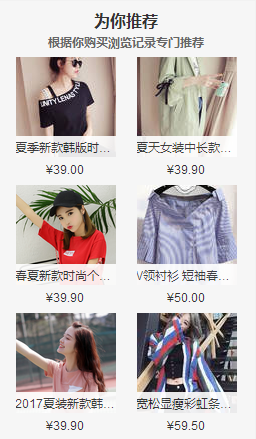 为你推荐
根据你购买浏览记录专门推荐
UNITY LENASTYL
夏季新款韩版时...
夏天女装中长款...
¥39.90
¥39.90
春夏新款时尚个...
V领衬衫 短袖春...
¥39.90
¥50.00
2017夏装新款韩...
宽松显瘦彩虹条...
¥39.90
¥59.50